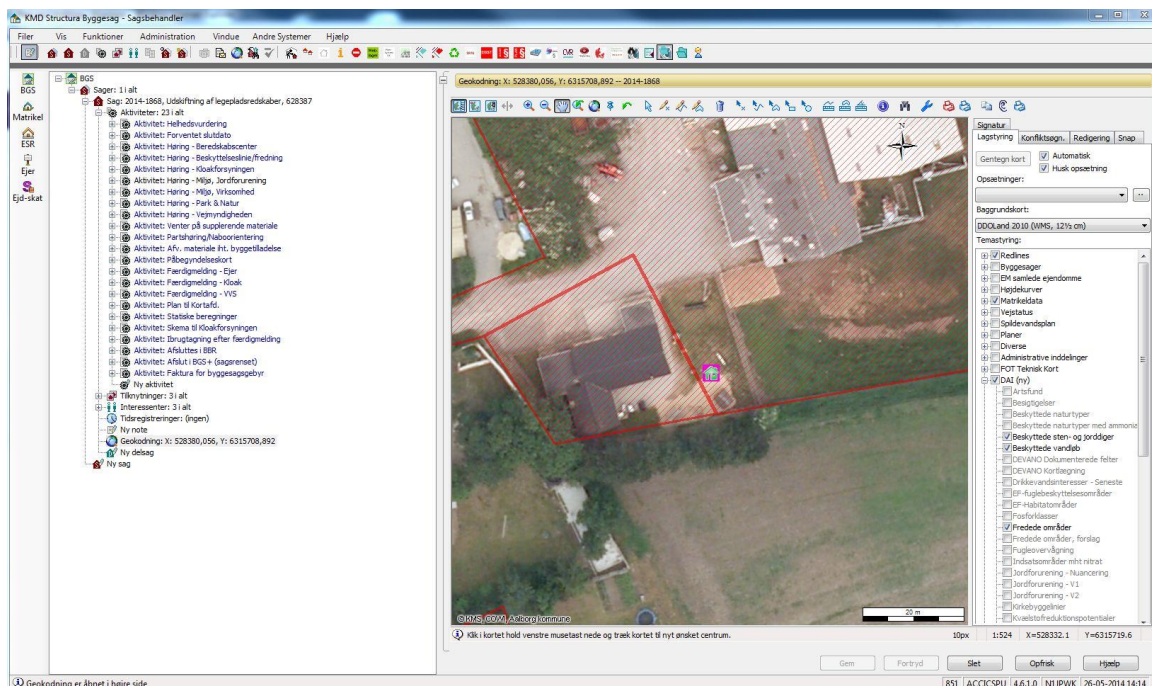 KMD Structura Byggesag - Sagsbehandler
Filer Vis Funktioner Administration Vindue Andre Systemer Hjælp
BGS
Matrikel
ESR
Ejer
Ejd-skat
BGS
Sager: 1 i alt
Sag: 2014-1868, Udskiftning af legepladsredskaber, 628387
Aktiviteter: 23 i alt
Aktivitet: Helhedsvurdering
Aktivitet: Forventet slutdato
Aktivitet: Høring - Beredskabscenter
Aktivitet: Høring - Beskyttelseslinie/fredning
Aktivitet: Høring - Kloakforsyningen
Aktivitet: Høring - Miljø, Jordforurening
Aktivitet: Høring - Miljø, Virksomhed
Aktivitet: Høring - Park & Natur
Aktivitet: Høring - Vejmyndigheden
Aktivitet: Venter på supplerende materiale
Aktivitet: Partshøring/Naboorientering
Aktivitet: Afv. materiale iht. byggetilladelse
Aktivitet: Påbegyndelseskort
Aktivitet: Færdigmelding - Ejer
Aktivitet: Færdigmelding - Kloak
Aktivitet: Færdigmelding - VVS
Aktivitet: Plan til Kortafd.
Aktivitet: Statiske beregninger
Aktivitet: Skema til Kloakforsyningen
Aktivitet: Ibrugtagning efter færdigmelding
Aktivitet: Afsluttes i BBR
Aktivitet: Afslut i BGS+ (sagsrenset)
Aktivitet: Faktura for byggesagsgebyr
Ny aktivitet
Tilknytninger: 3 i alt
Interessenter: 3 i alt
Tidsregistreringer: (ingen)
Ny note
Geokodning: X: 528380,056, Y: 6315708,892
Ny delsag
Ny sag
Geokodning: X: 528380,056, Y: 6315708,892 -- 2014-1868
N
20 m
© KMS, COWI, Aalborg kommune
Signatur
Lagstyring Konfliktsøgn. Redigering Snap
Gentegn kort Automatisk
Husk opsætning
Opsætninger:
Baggrundskort:
DDOLand 2010 (WMS, 12½ cm)
Temastyring:
Redlines
Byggesager
EM samlede ejendomme
Højdekurver
Matrikeldata
Vejstatus
Spildevandsplan
Planer
Diverse
Administrative inddelinger
FOT Teknisk Kort
DAI (ny)
Artsfund
Besigtigelser
Beskyttede naturtyper
Beskyttede naturtyper med ammonia
Beskyttede sten- og jorddiger
Beskyttede vandløb
DEVANO Dokumenterede felter
DEVANO Kortlægning
Drikkevandsinteresser - Seneste
EF-fuglebeskyttelsesområder
EF-Habitatområder
Fosforklasser
Fredede områder
Fredede områder, forslag
Fugleovervågning
Indsatsområder mht nitrat
Jordforurening - Nuancering
Jordforurening - V1
Jordforurening - V2
Kirkebyggelinier
Kvælstofreduktionspotentialer
Klik i kortet hold venstre musetast nede og træk kortet til nyt ønsket centrum. 10px 1:524 X=528332.1 Y=6315719.6
Gem Fortryd Slet Opfrisk Hjælp
Geokodning er åbnet i højre side 851 ACCICSPU 4.6.1.0 N1JPWK 26-05-2014 14:14